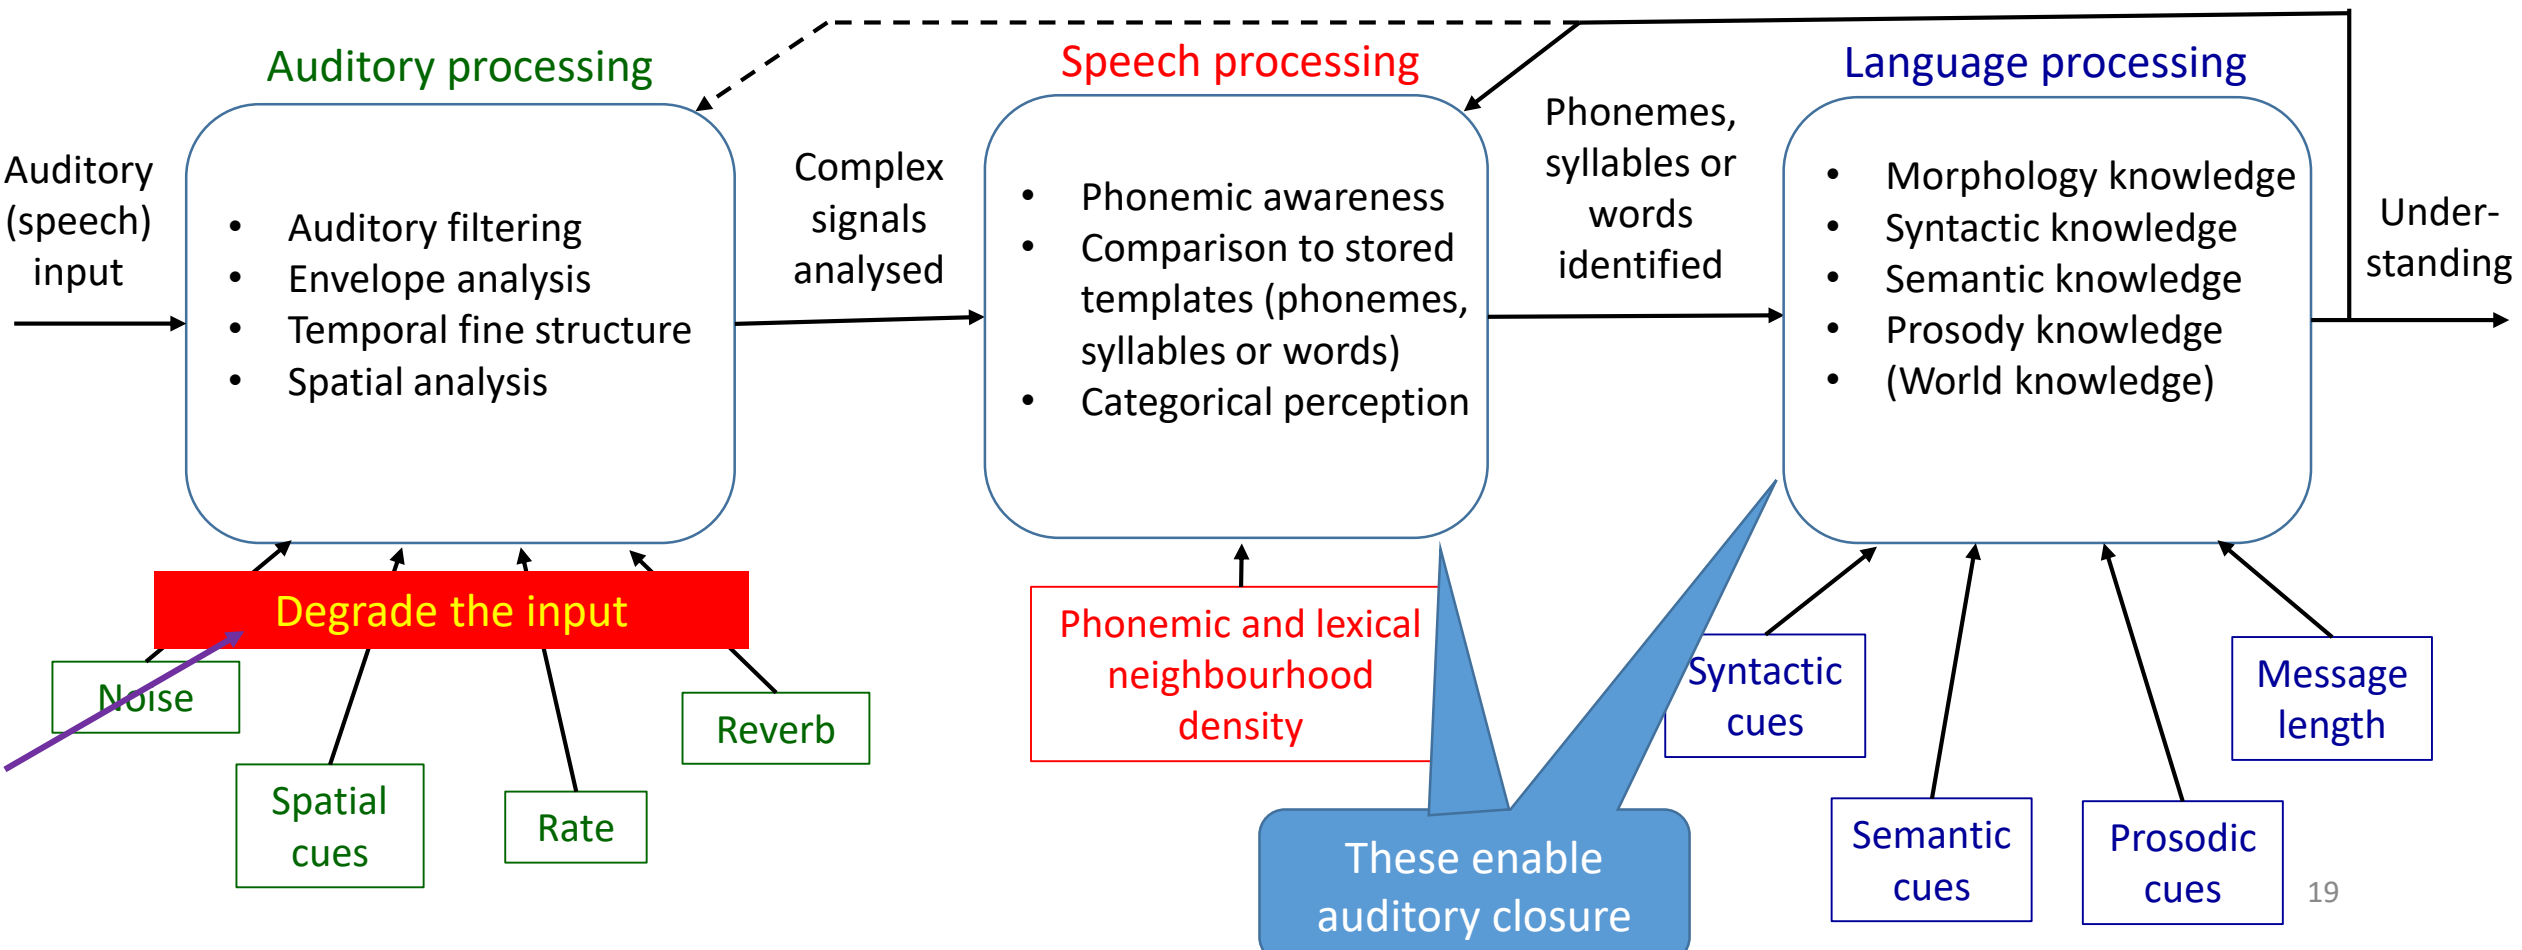 Auditory processing
Speech processing
Language processing
Auditory
(speech)
input
• Auditory filtering
• Envelope analysis
• Temporal fine structure
• Spatial analysis
Complex
signals
analysed
• Phonemic awareness
• Comparison to stored
templates (phonemes,
syllables or words)
• Categorical perception
Phonemes,
syllables or
words
identified
• Morphology knowledge
• Syntactic knowledge
• Semantic knowledge
• Prosody knowledge
• (World knowledge)
Under-
standing
Degrade the input
Noise
Spatial
cues
Rate
Reverb
Phonemic and lexical
neighbourhood
density
These enable
auditory closure
Syntactic
cues
Semantic
cues
Prosodic
cues
Message
length
19